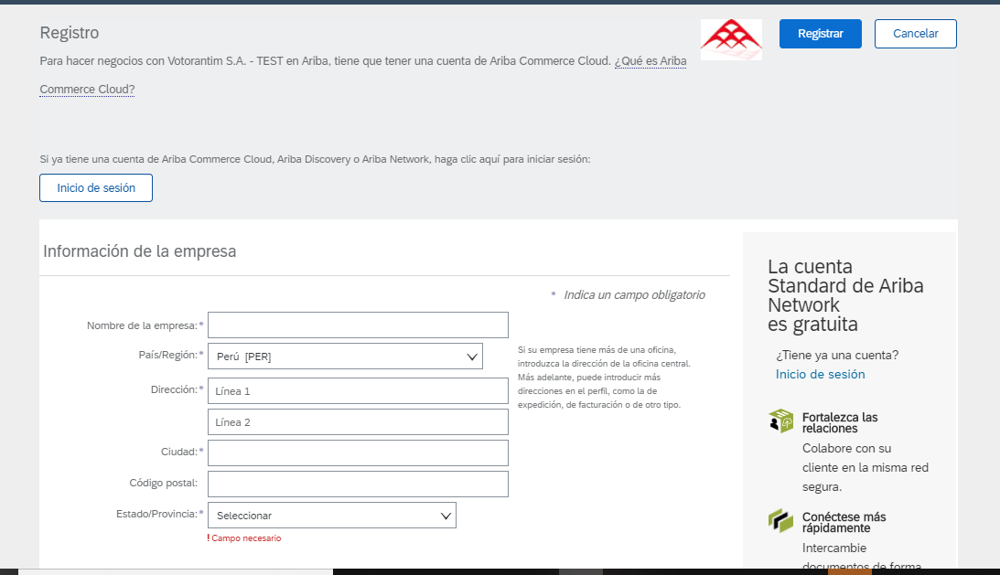 Registro
Registrar
Cancelar
Para hacer negocios con Votorantim S.A. - TEST en Ariba, tiene que tener una cuenta de Ariba Commerce Cloud. ¿Qué es Ariba
Commerce Cloud?
Si ya tiene una cuenta de Ariba Commerce Cloud, Ariba Discovery o Ariba Network, haga clic aquí para iniciar sesión:
Inicio de sesión
Información de la empresa
* Indica un campo obligatorio
Nombre de la empresa:*
País/Región:* Perú [PER]
Dirección:* Línea 1
Línea 2
Ciudad:*
Código postal:
Estado/Provincia:* Seleccionar
! Campo necesario
Si su empresa tiene más de una oficina,
introduzca la dirección de la oficina central.
Más adelante, puede introducir más
direcciones en el perfil, como la de
expedición, de facturación o de otro tipo.
La cuenta
Standard de Ariba
Network
es gratuita
¿Tiene ya una cuenta?
Inicio de sesión
Fortalezca las
relaciones
Colabore con su
cliente en la misma red
segura.
Conéctese más
rápidamente
Intercambie
documentos de forma